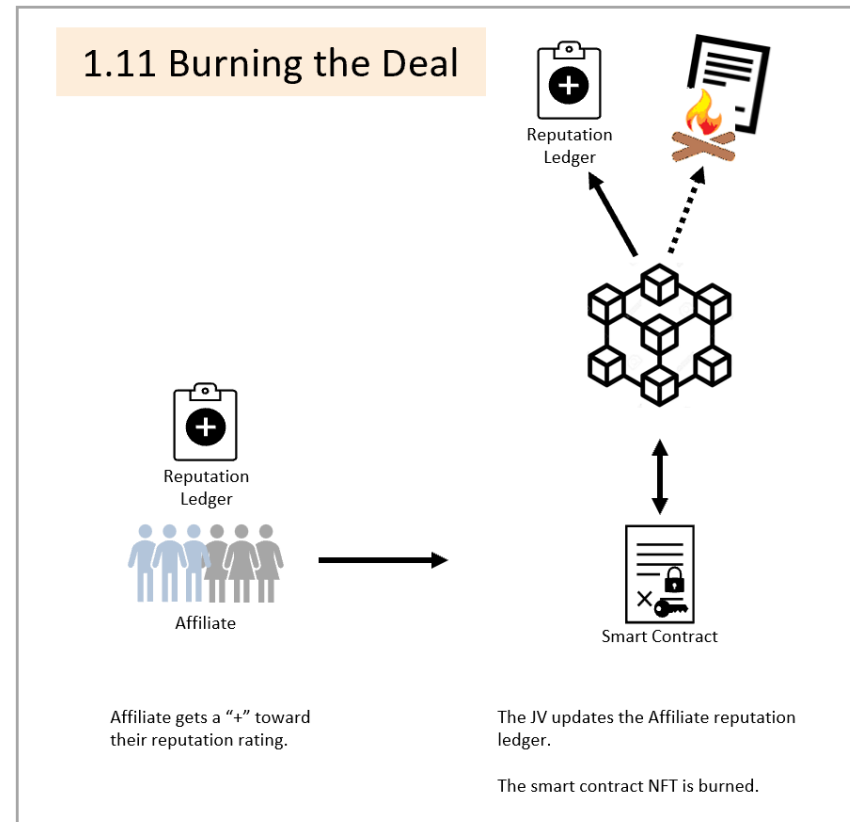 1.11 Burning the Deal
Reputation
Ledger
Reputation
Ledger
Affiliate
Smart Contract
Affiliate gets a “+” toward
their reputation rating.
The JV updates the Affiliate reputation
ledger.
The smart contract NFT is burned.